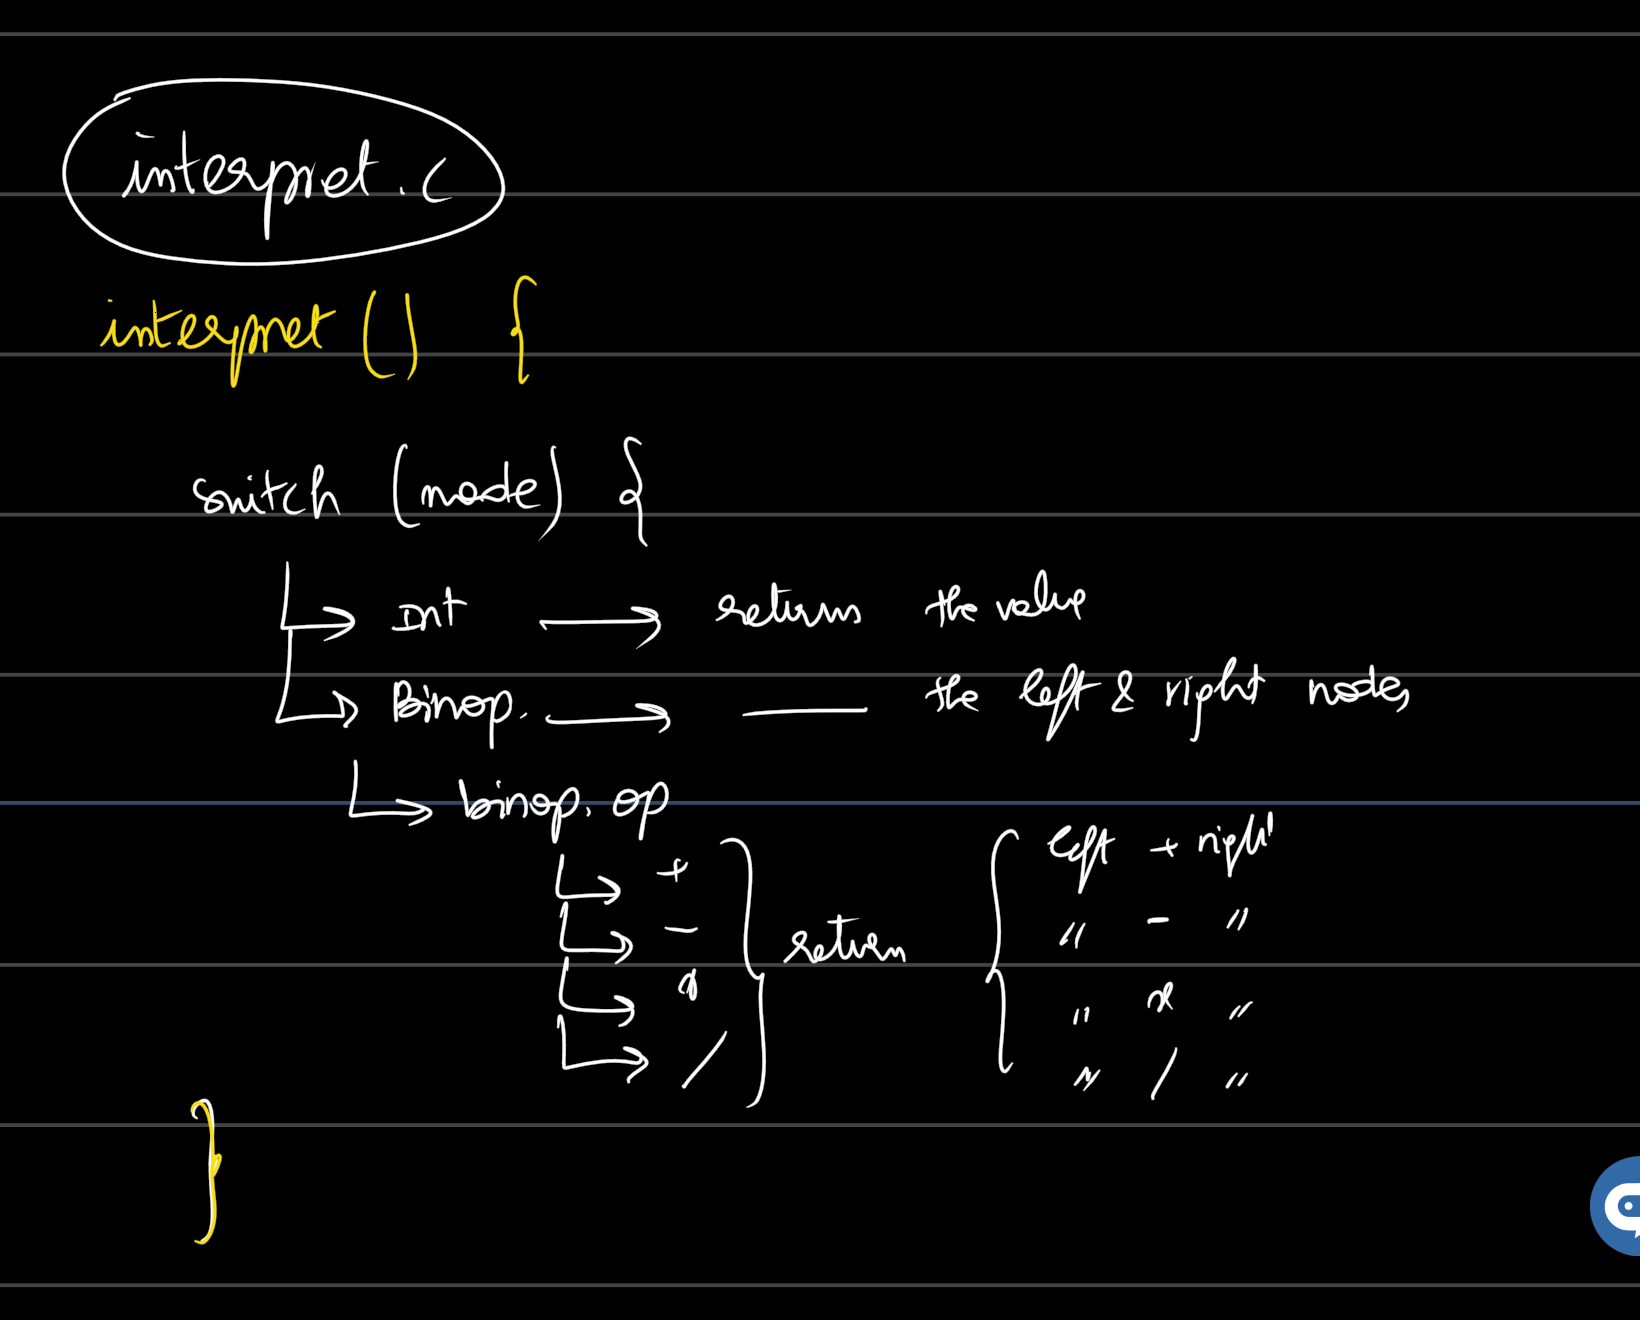 interpret.c
interpret() {
switch (node) {
↳ Int → returns the value
↳ Binop. → —— the left & right nodes
↳ binop.op
↳ + } return { left + right
↳ - " - "
↳ * " * "
↳ / " / "
}